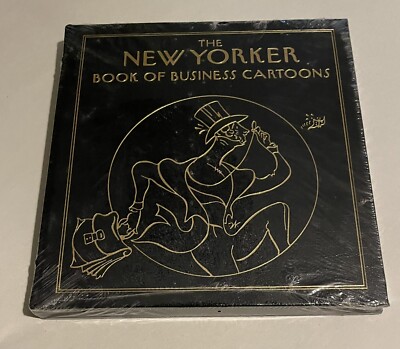 THE
NEW YORKER
BOOK OF BUSINESS CARTOONS